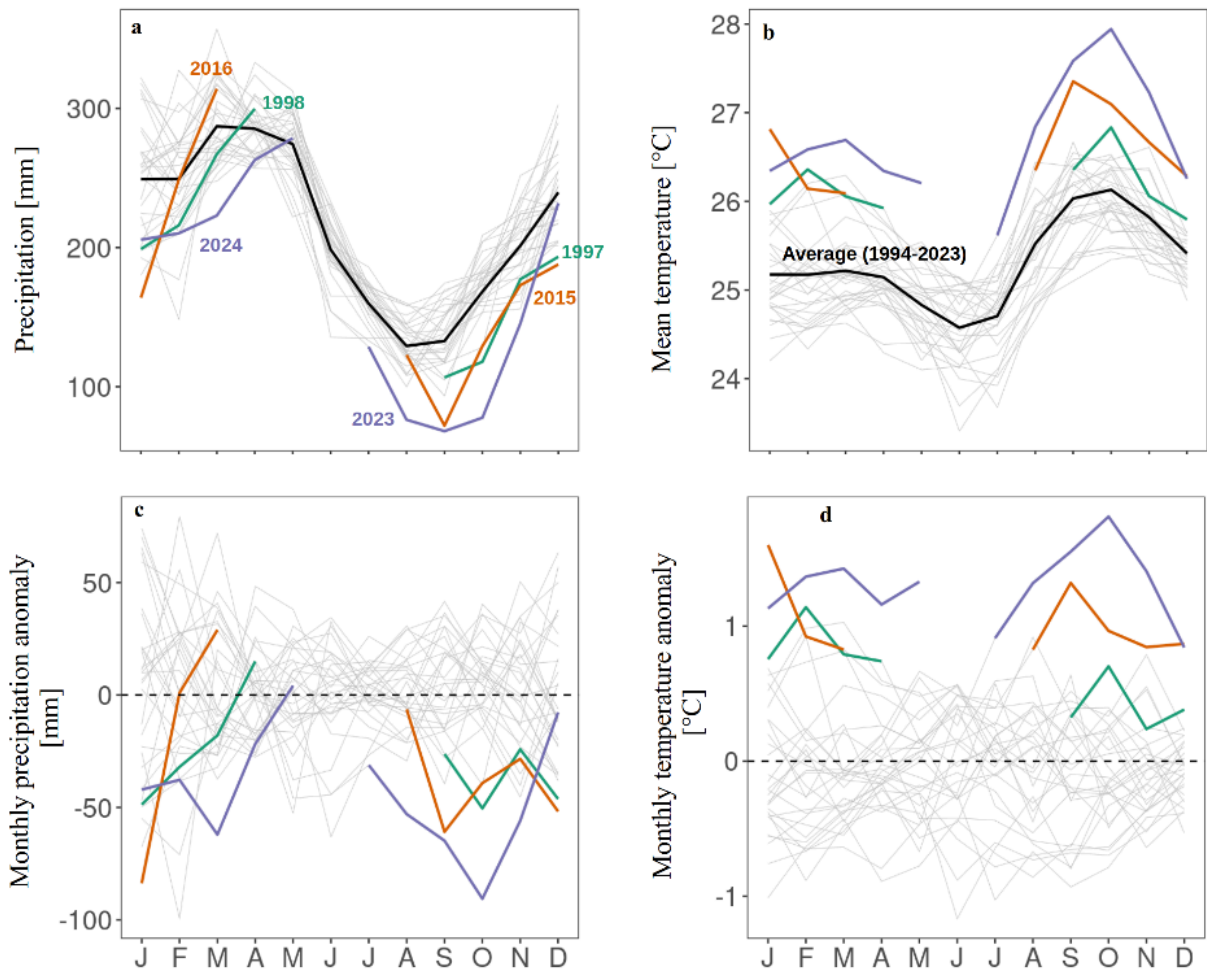 a
Precipitation [mm]
300
200
100
2016
1998
2024
1997
2015
2023
b
Mean temperature [°C]
28
27
26
25
24
Average (1994-2023)
c
Monthly precipitation anomaly
[mm]
50
0
-50
-100
J F M A M J J A S O N D
d
Monthly temperature anomaly
[°C]
1
0
-1
J F M A M J J A S O N D